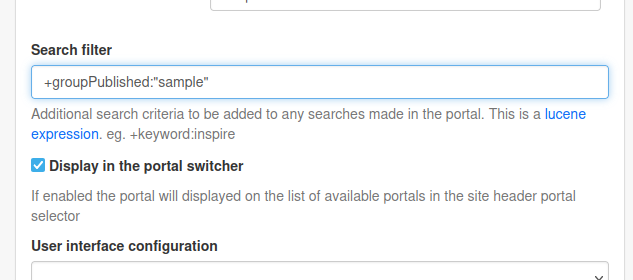 Search filter
+groupPublished:"sample"
Additional search criteria to be added to any searches made in the portal. This is a lucene
expression. eg. +keyword:inspire
Display in the portal switcher
If enabled the portal will displayed on the list of available portals in the site header portal
selector
User interface configuration